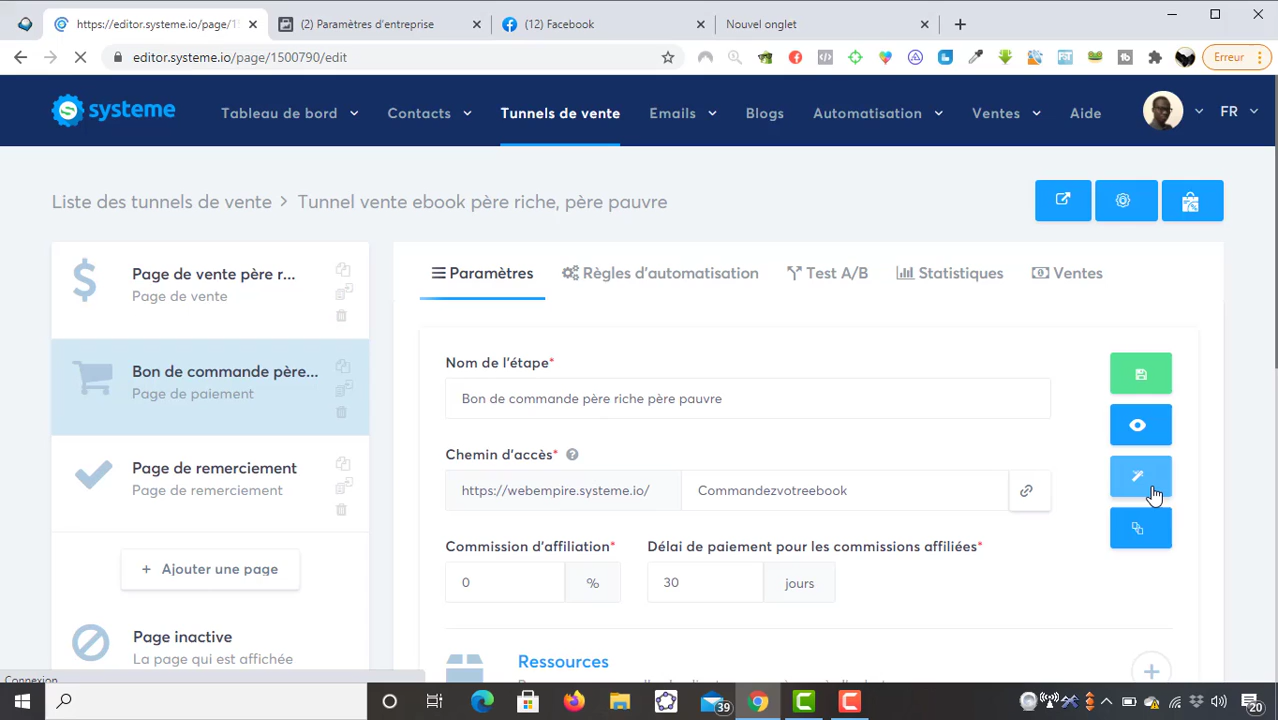 https://editor.systeme.io/page/15
(2) Paramètres d'entreprise
(12) Facebook
Nouvel onglet
editor.systeme.io/page/1500790/edit
Erreur
systeme
Tableau de bord
Contacts
Tunnels de vente
Emails
Blogs
Automatisation
Ventes
Aide
FR
Liste des tunnels de vente > Tunnel vente ebook père riche, père pauvre
Page de vente père r...
Page de vente
Bon de commande père...
Page de paiement
Page de remerciement
Page de remerciement
+ Ajouter une page
Page inactive
La page qui est affichée
Paramètres
Règles d'automatisation
Test A/B
Statistiques
Ventes
Nom de l'étape*
Bon de commande père riche père pauvre
Chemin d'accès* ?
https://webempire.systeme.io/
Commandezvotreebook
Commission d'affiliation*
Délai de paiement pour les commissions affiliées*
0
%
30
jours
Ressources
Connexion
39
20